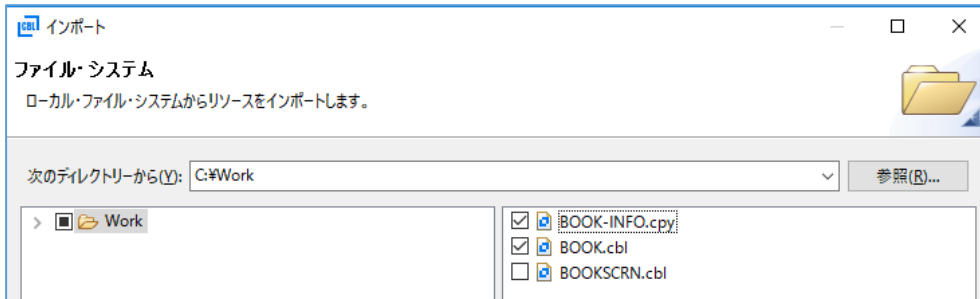 CBL インポート
ファイル・システム
ローカル・ファイル・システムからリソースをインポートします。
次のディレクトリーから(Y): C:¥Work 参照(R)...
Work
BOOK-INFO.cpy
BOOK.cbl
BOOKSCRN.cbl